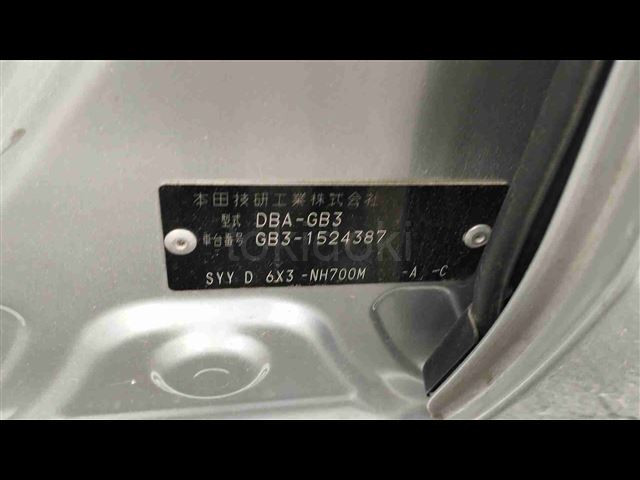 本田技研工業株式会社
型式 DBA-GB3
車台番号 GB3-1524387
SYY D 6X3 -NH700M -A, -C